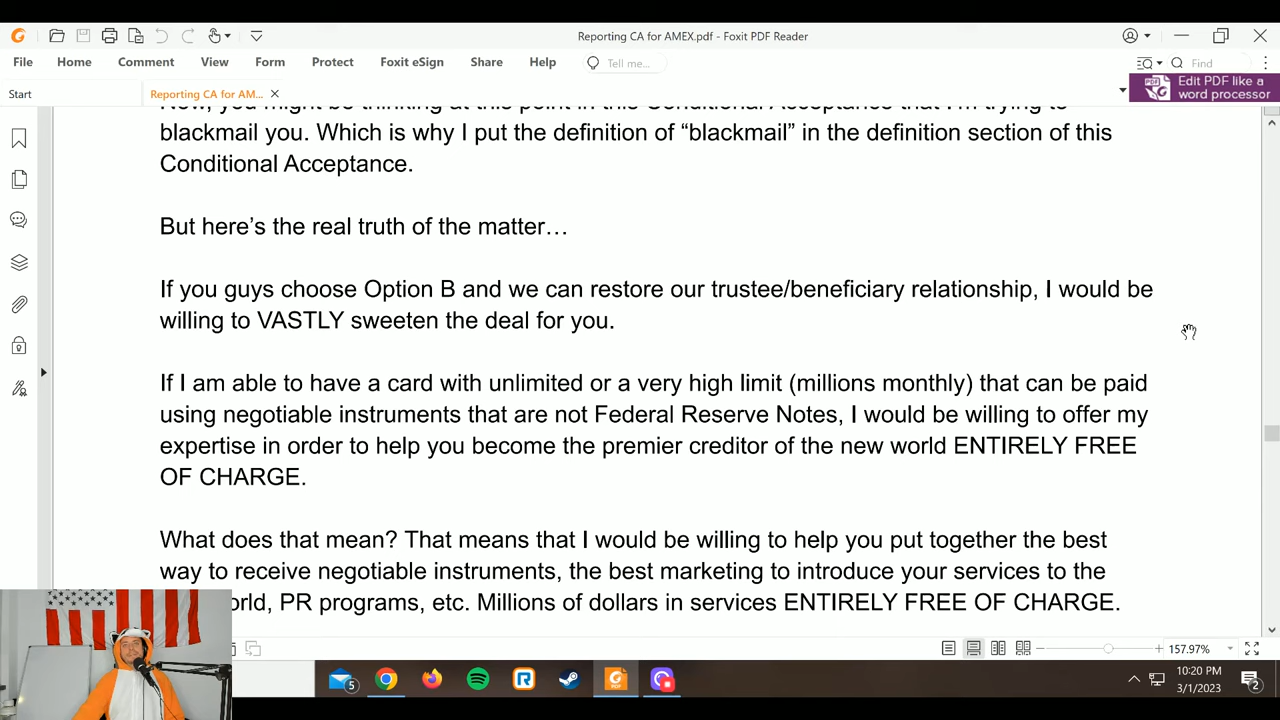 Reporting CA for AMEX.pdf - Foxit PDF Reader
File Home Comment View Form Protect Foxit eSign Share Help Tell me... Find
Start Reporting CA for AM... Edit PDF like a
word processor
blackmail you. Which is why I put the definition of “blackmail” in the definition section of this
Conditional Acceptance.
But here’s the real truth of the matter…
If you guys choose Option B and we can restore our trustee/beneficiary relationship, I would be
willing to VASTLY sweeten the deal for you.
If I am able to have a card with unlimited or a very high limit (millions monthly) that can be paid
using negotiable instruments that are not Federal Reserve Notes, I would be willing to offer my
expertise in order to help you become the premier creditor of the new world ENTIRELY FREE
OF CHARGE.
What does that mean? That means that I would be willing to help you put together the best
way to receive negotiable instruments, the best marketing to introduce your services to the
PR programs, etc. Millions of dollars in services ENTIRELY FREE OF CHARGE.
157.97%
5
10:20 PM
3/1/2023
2